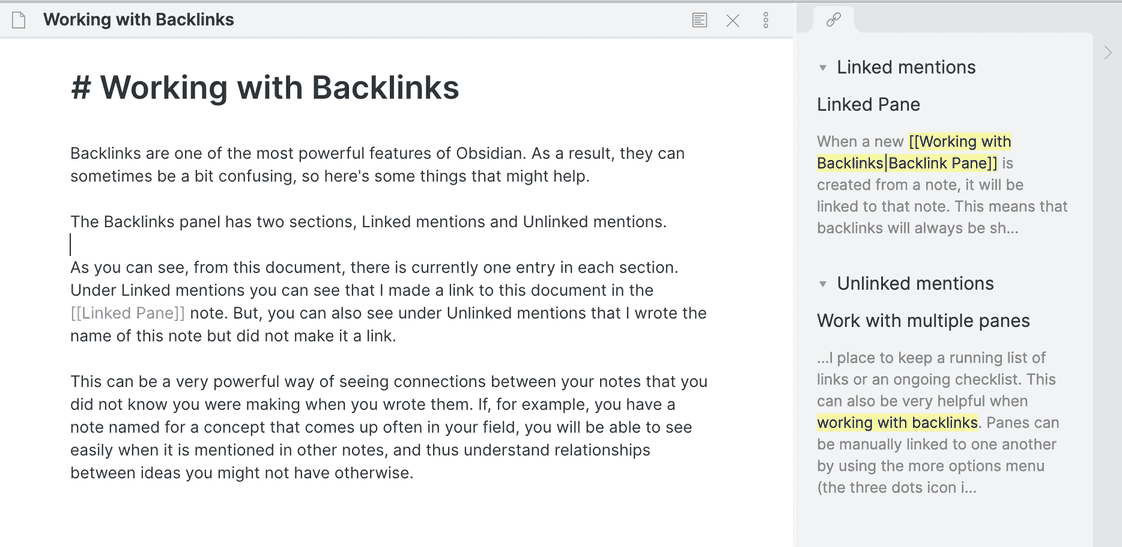 Working with Backlinks
# Working with Backlinks
Backlinks are one of the most powerful features of Obsidian. As a result, they can
sometimes be a bit confusing, so here's some things that might help.
The Backlinks panel has two sections, Linked mentions and Unlinked mentions.
As you can see, from this document, there is currently one entry in each section.
Under Linked mentions you can see that I made a link to this document in the
[[Linked Pane]] note. But, you can also see under Unlinked mentions that I wrote the
name of this note but did not make it a link.
This can be a very powerful way of seeing connections between your notes that you
did not know you were making when you wrote them. If, for example, you have a
note named for a concept that comes up often in your field, you will be able to see
easily when it is mentioned in other notes, and thus understand relationships
between ideas you might not have otherwise.
Linked mentions
Linked Pane
When a new [[Working with
Backlinks|Backlink Pane]] is
created from a note, it will be
linked to that note. This means that
backlinks will always be sh...
Unlinked mentions
Work with multiple panes
...l place to keep a running list of
links or an ongoing checklist. This
can also be very helpful when
working with backlinks. Panes can
be manually linked to one another
by using the more options menu
(the three dots icon i...